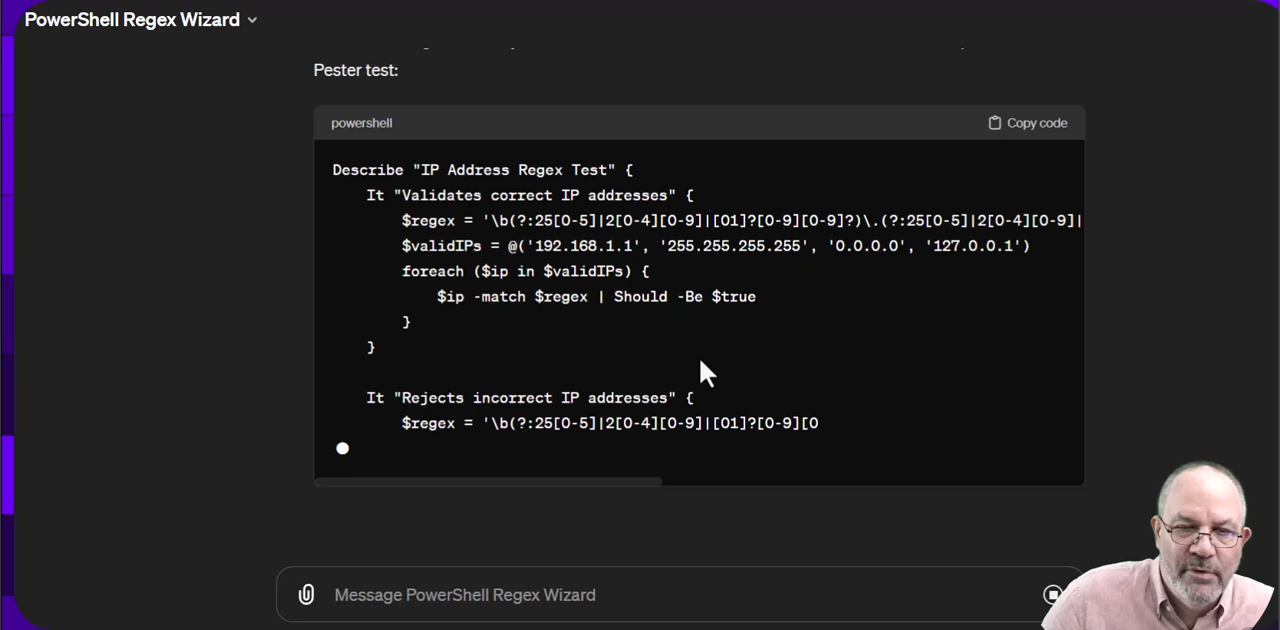 PowerShell Regex Wizard
Pester test:
powershell
Copy code
Describe "IP Address Regex Test" {
It "Validates correct IP addresses" {
$regex = '\b(?:25[0-5]|2[0-4][0-9]|[01]?[0-9][0-9]?)\.(?:25[0-5]|2[0-4][0-9]|
$validIPs = @('192.168.1.1', '255.255.255.255', '0.0.0.0', '127.0.0.1')
foreach ($ip in $validIPs) {
$ip -match $regex | Should -Be $true
}
}
It "Rejects incorrect IP addresses" {
$regex = '\b(?:25[0-5]|2[0-4][0-9]|[01]?[0-9][0
Message PowerShell Regex Wizard